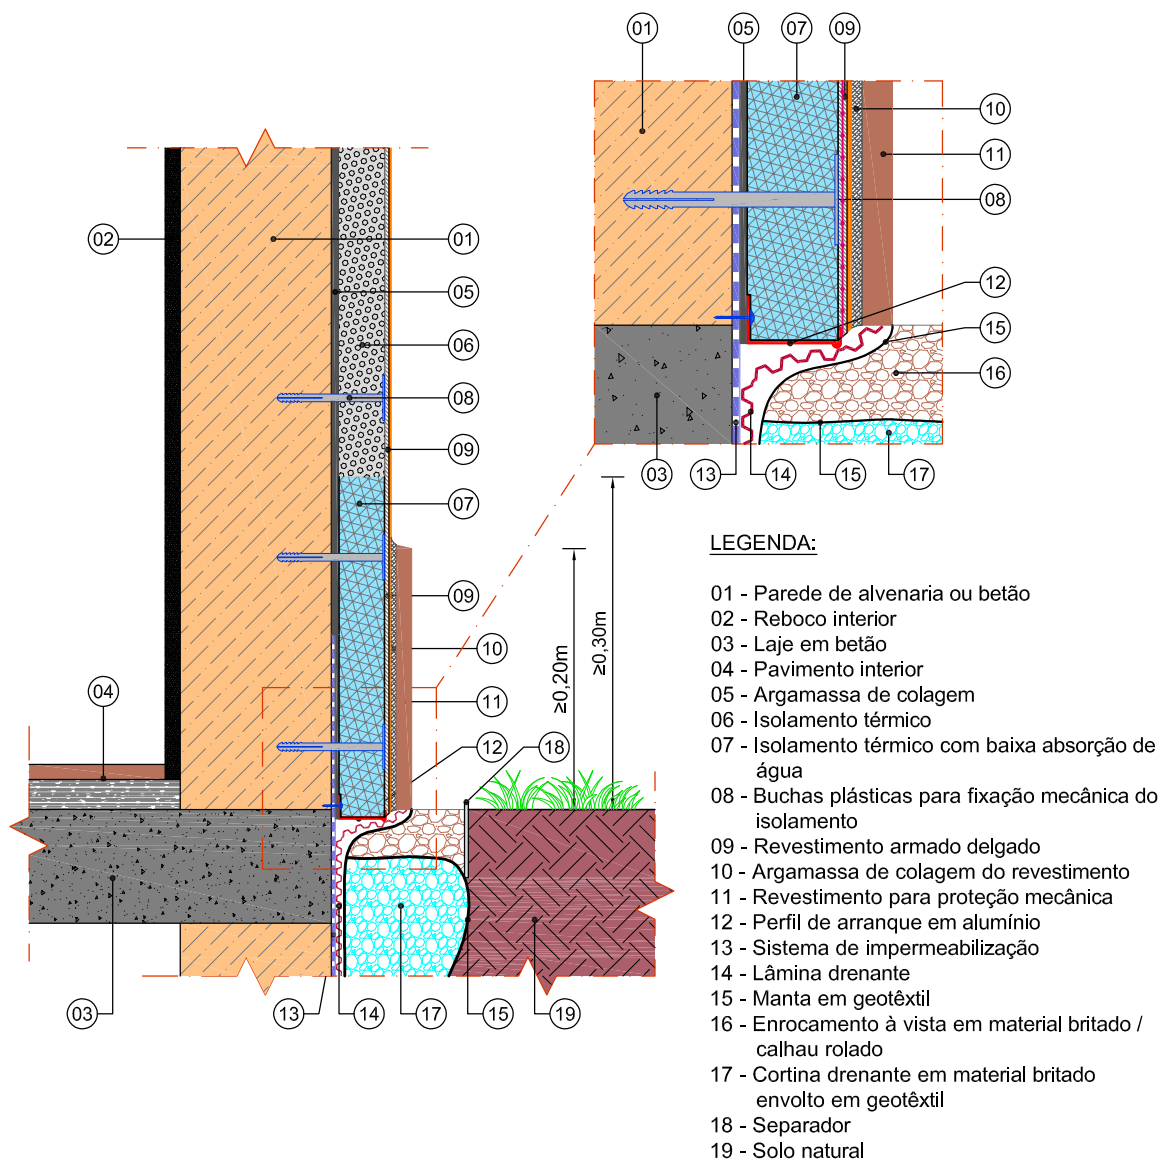 01
05
07
09
10
11
08
12
15
16
03
13
14
15
17
02
01
05
06
08
09
07
09
10
11
12
18
04
≥0,20m
≥0,30m
03
13
14
17
15
19
LEGENDA:
01 - Parede de alvenaria ou betão
02 - Reboco interior
03 - Laje em betão
04 - Pavimento interior
05 - Argamassa de colagem
06 - Isolamento térmico
07 - Isolamento térmico com baixa absorção de
água
08 - Buchas plásticas para fixação mecânica do
isolamento
09 - Revestimento armado delgado
10 - Argamassa de colagem do revestimento
11 - Revestimento para proteção mecânica
12 - Perfil de arranque em alumínio
13 - Sistema de impermeabilização
14 - Lâmina drenante
15 - Manta em geotêxtil
16 - Enrocamento à vista em material britado /
calhau rolado
17 - Cortina drenante em material britado
envolto em geotêxtil
18 - Separador
19 - Solo natural